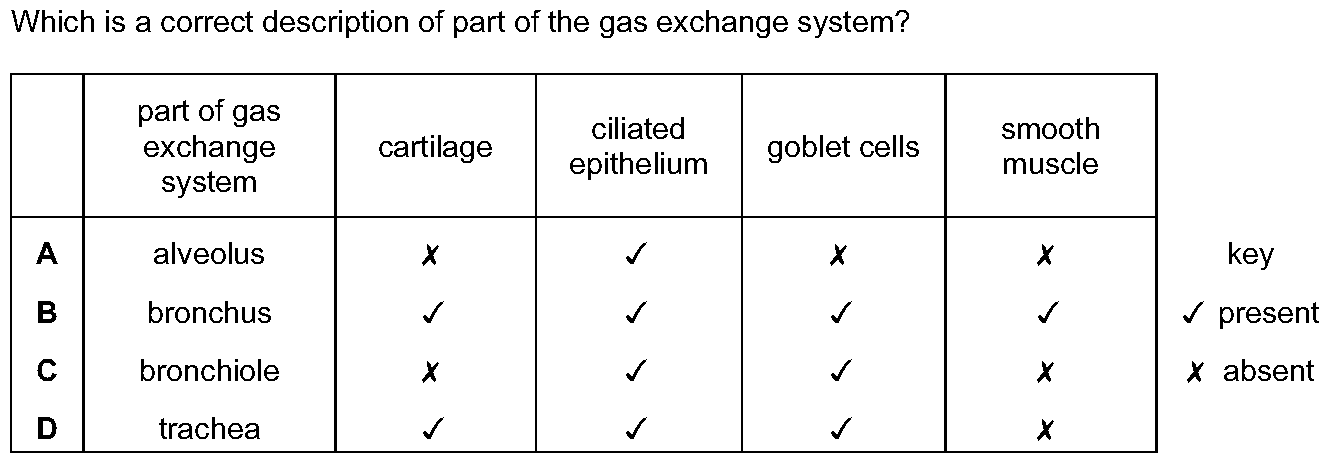 Which is a correct description of part of the gas exchange system?
part of gas
exchange
system
cartilage
ciliated
epithelium
goblet cells
smooth
muscle
A alveolus ✗ ✓ ✗ ✗
B bronchus ✓ ✓ ✓ ✓
C bronchiole ✗ ✓ ✓ ✗
D trachea ✓ ✓ ✓ ✗
key
✓ present
✗ absent